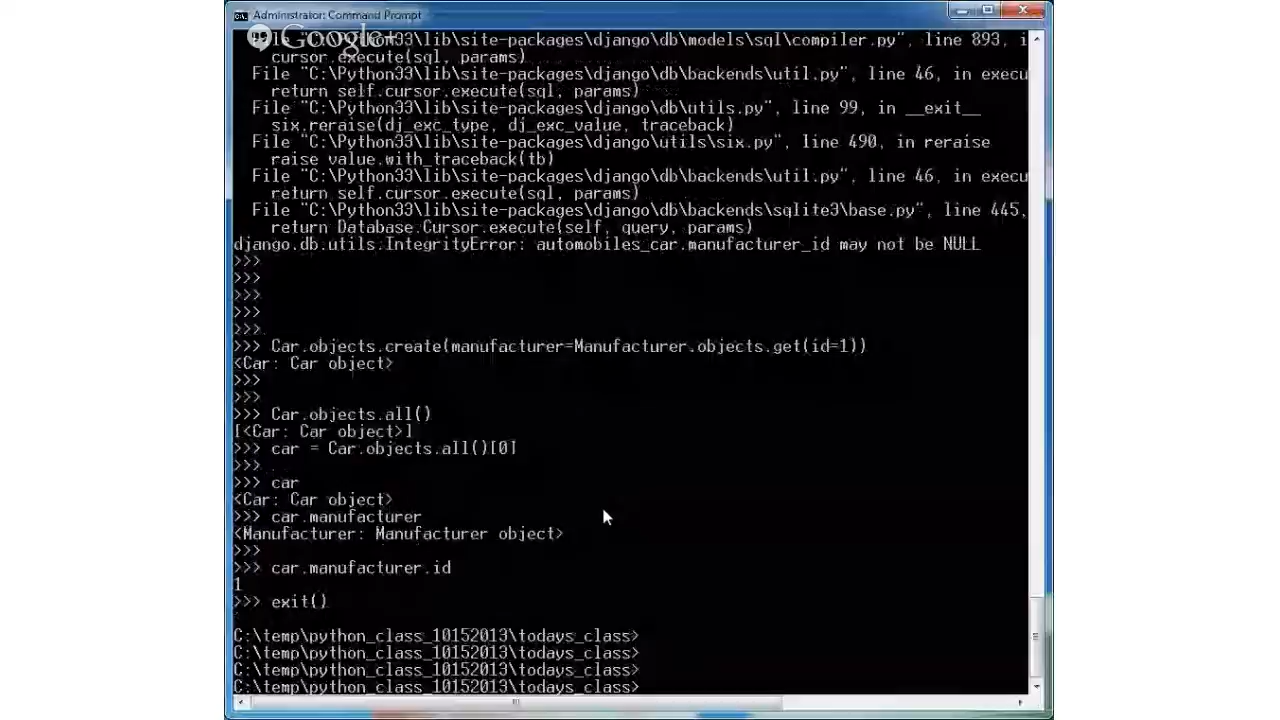 Administrator: Command Prompt
Google+
File "C:\Python33\lib\site-packages\django\db\models\sql\compiler.py", line 893, i
cursor.execute(sql, params)
File "C:\Python33\lib\site-packages\django\db\backends\util.py", line 46, in execu
return self.cursor.execute(sql, params)
File "C:\Python33\lib\site-packages\django\db\utils.py", line 99, in __exit__
six.reraise(dj_exc_type, dj_exc_value, traceback)
File "C:\Python33\lib\site-packages\django\utils\six.py", line 490, in reraise
raise value.with_traceback(tb)
File "C:\Python33\lib\site-packages\django\db\backends\util.py", line 46, in execu
return self.cursor.execute(sql, params)
File "C:\Python33\lib\site-packages\django\db\backends\sqlite3\base.py", line 445,
return Database.Cursor.execute(self, query, params)
django.db.utils.IntegrityError: automobiles_car.manufacturer_id may not be NULL
>>>
>>>
>>>
>>>
>>>
>>> Car.objects.create(manufacturer=Manufacturer.objects.get(id=1))
<Car: Car object>
>>>
>>>
>>> Car.objects.all()
[<Car: Car object>]
>>> car = Car.objects.all()[0]
>>>
>>> car
<Car: Car object>
>>> car.manufacturer
<Manufacturer: Manufacturer object>
>>>
>>> car.manufacturer.id
1
>>> exit()
C:\temp\python_class_10152013\todays_class>
C:\temp\python_class_10152013\todays_class>
C:\temp\python_class_10152013\todays_class>
C:\temp\python_class_10152013\todays_class>